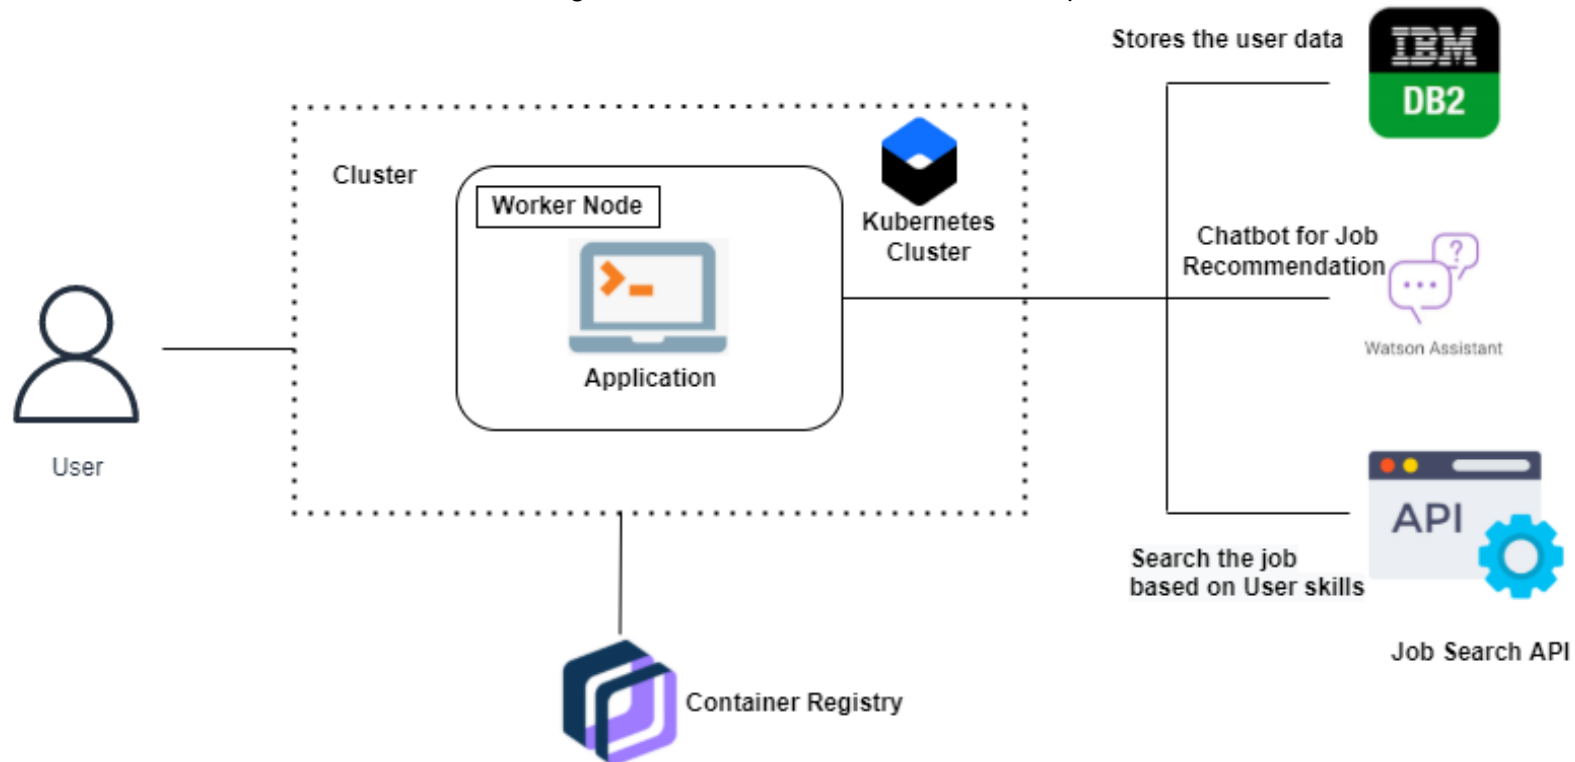 Stores the user data
IBM
DB2
Cluster
Worker Node
Kubernetes
Cluster
Chatbot for Job
Recommendation
?
Watson Assistant
Application
User
API
Search the job
based on User skills
Job Search API
Container Registry